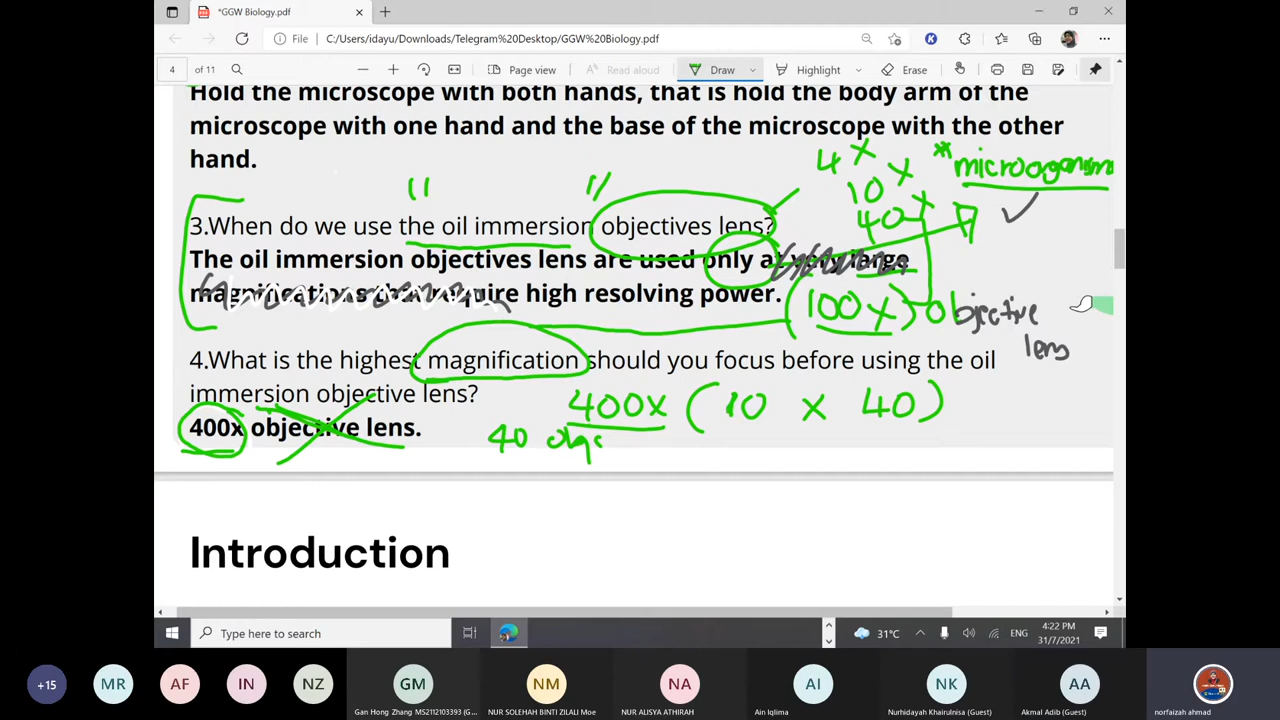 *GGW Biology.pdf
File C:/Users/idayu/Downloads/Telegram%20Desktop/GGW%20Biology.pdf
4 of 11 Page view Read aloud Draw Highlight Erase
Hold the microscope with both hands, that is hold the body arm of the
microscope with one hand and the base of the microscope with the other
hand.
4x
*microoganism
10x
3.When do we use the oil immersion objectives lens?
40x
The oil immersion objectives lens are used only at very large
magnifications that require high resolving power.
(100x) objective
lens
4.What is the highest magnification should you focus before using the oil
immersion objective lens?
400x (10 x 40)
400x objective lens.
40
Introduction
Type here to search
31°C ENG 4:22 PM
31/7/2021
+15 MR AF IN NZ GM NM NA AI NK AA
Gan Hong Zhang MS2112103393 (G...
NUR SOLEHAH BINTI ZILALI Moe
NUR ALISYA ATHIRAH
Ain Iqlima
Nurhidayah Khairulnisa (Guest)
Akmal Adib (Guest)
norfaizah ahmad